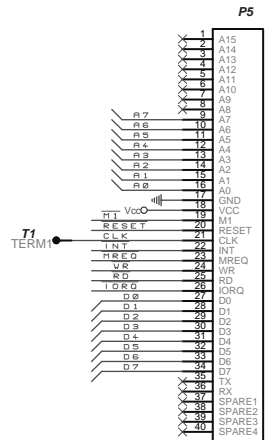 P5
1 A15
2 A14
3 A13
4 A12
5 A11
6 A10
7 A9
8 A8
A7 9 A7
A6 10 A6
A5 11 A5
A4 12 A4
A3 13 A3
A2 14 A2
A1 15 A1
A0 16 A0
17 GND
Vcc 18 VCC
M1 19 M1
RESET 20 RESET
T1 CLK 21 CLK
TERM1 INT 22 INT
MREQ 23 MREQ
WR 24 WR
RD 25 RD
IORQ 26 IORQ
D0 27 D0
D1 28 D1
D2 29 D2
D3 30 D3
D4 31 D4
D5 32 D5
D6 33 D6
D7 34 D7
35 TX
36 RX
37 SPARE1
38 SPARE2
39 SPARE3
40 SPARE4